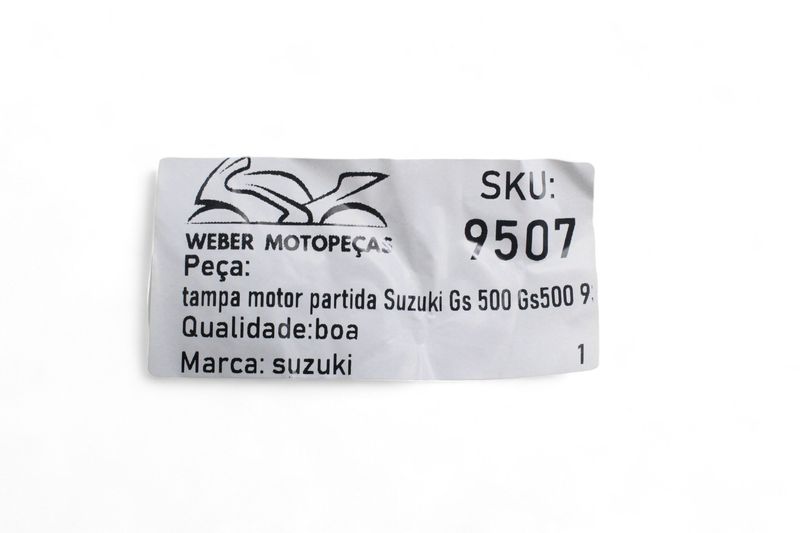 SKU:
9507
WEBER MOTOPEÇAS
Peça:
tampa motor partida Suzuki Gs 500 Gs500
Qualidade:boa
Marca: suzuki
1